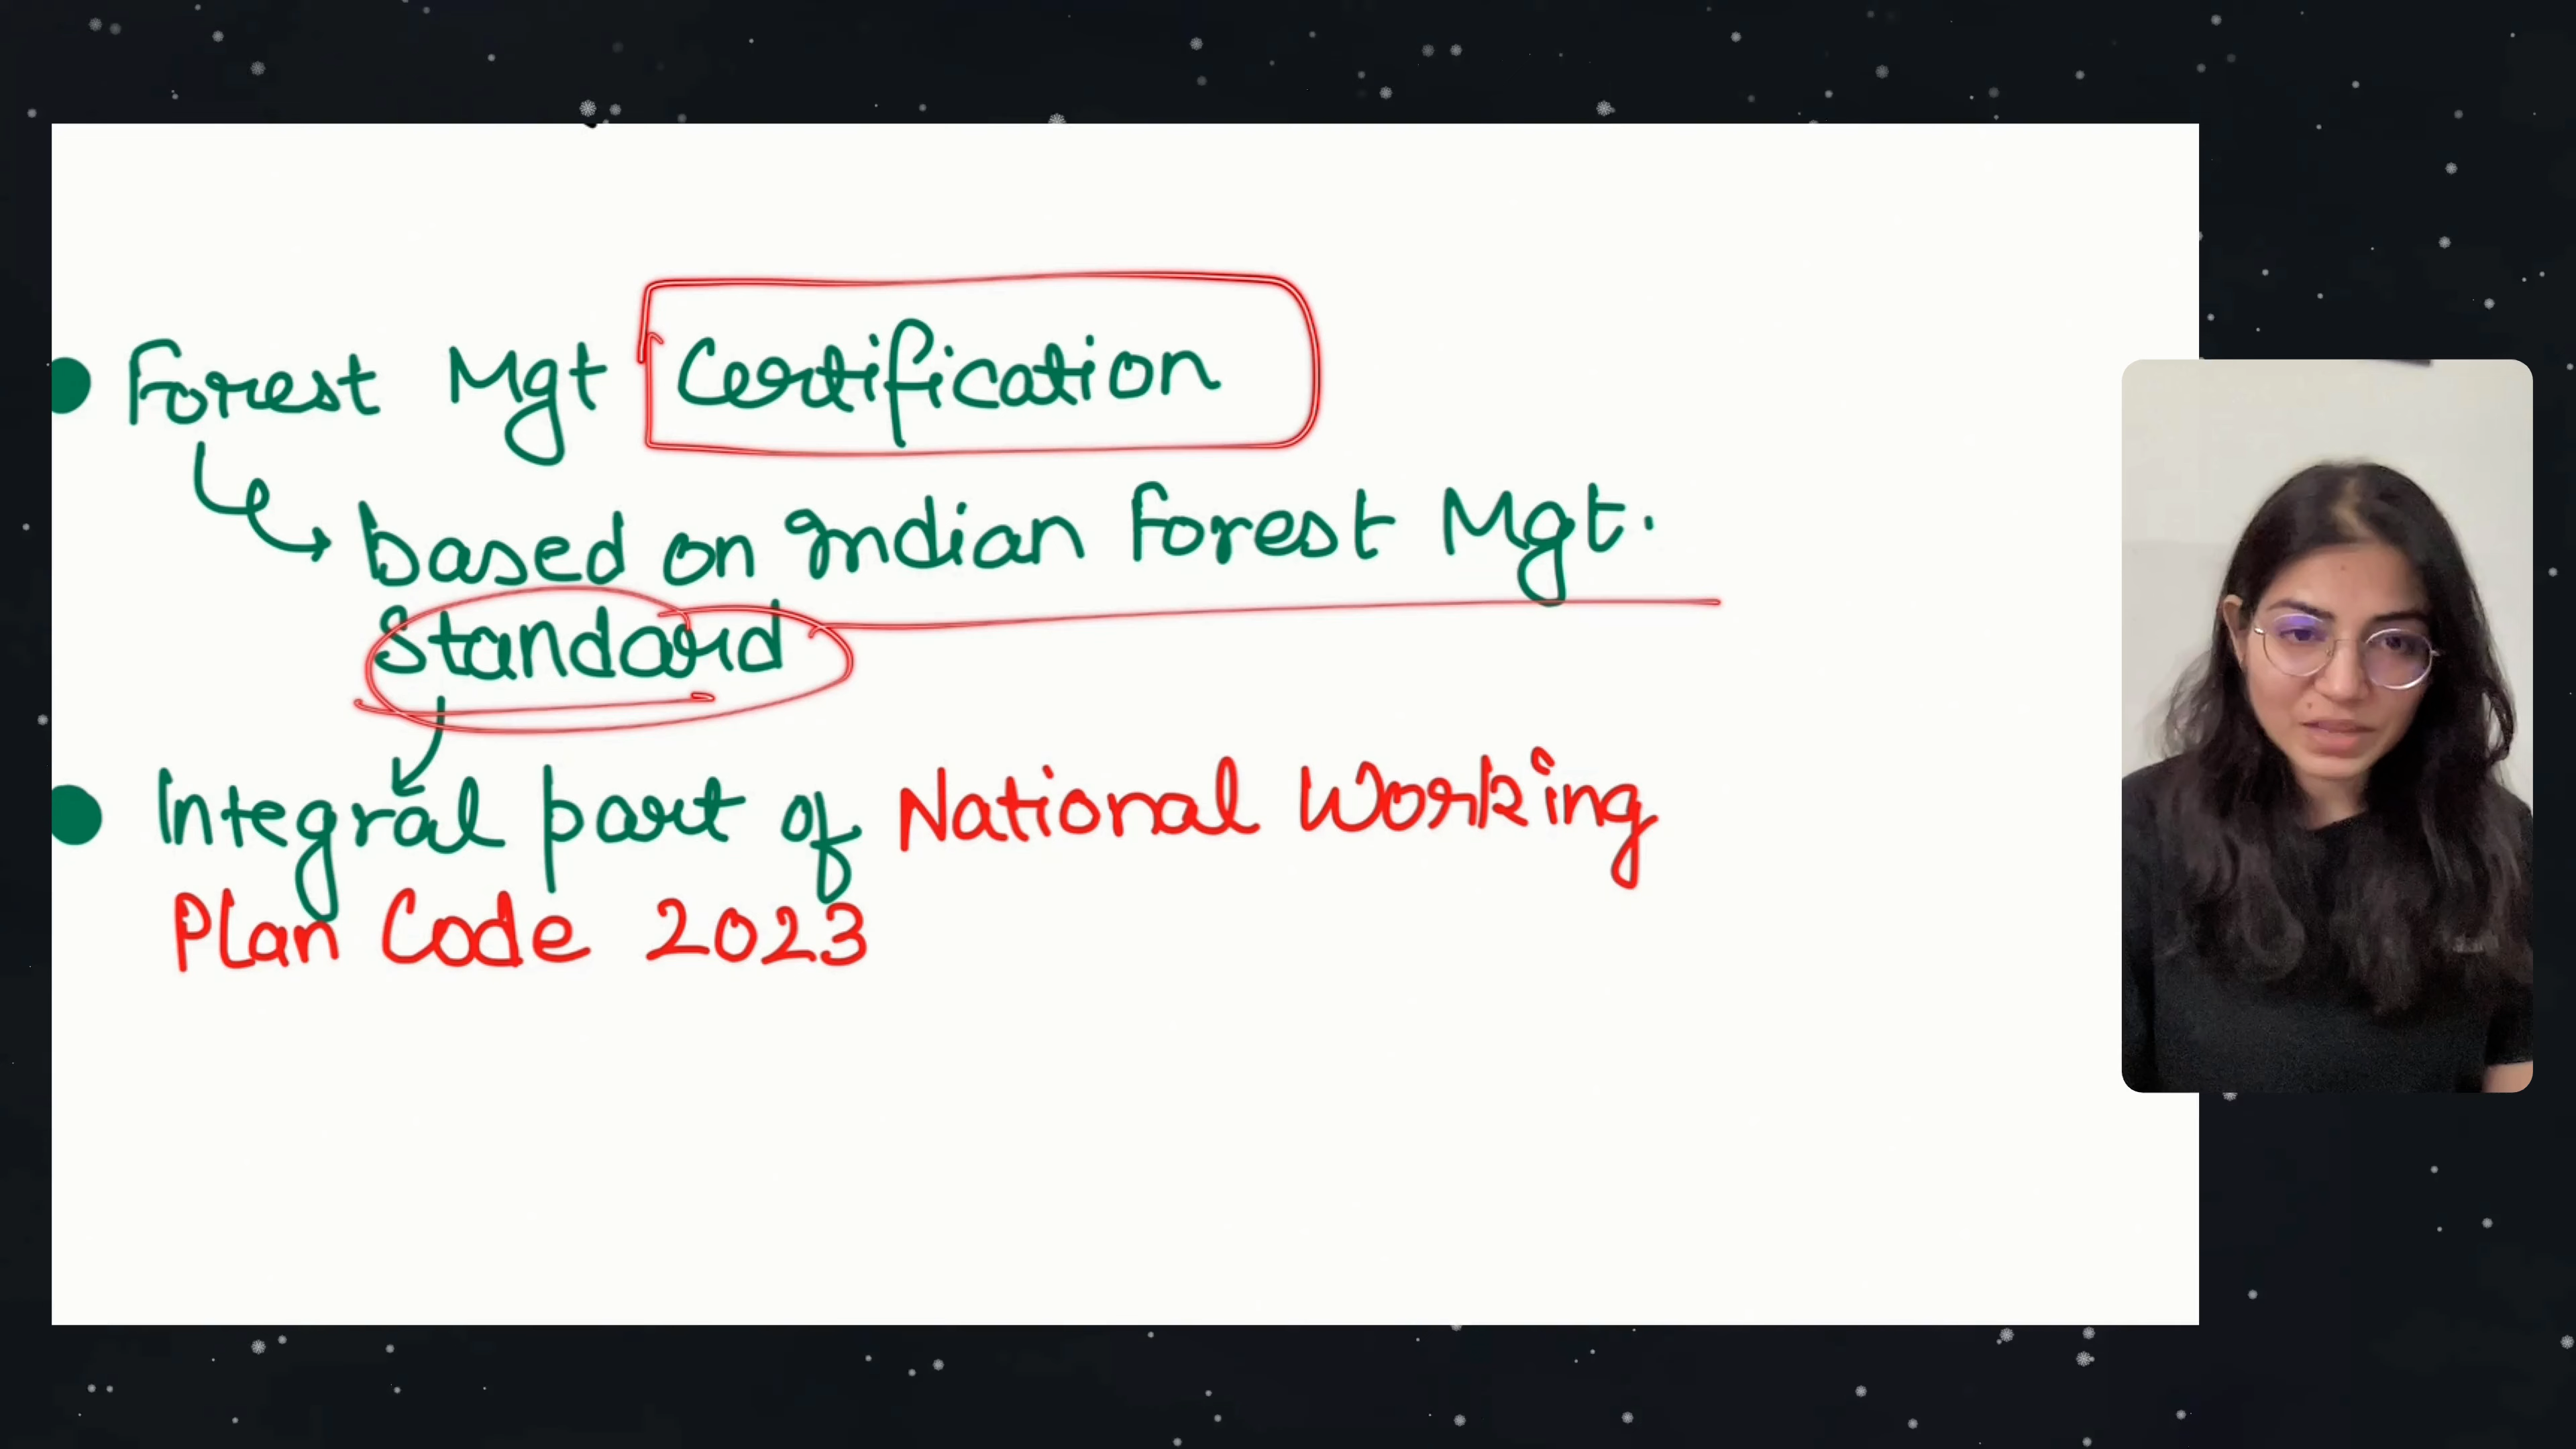 Forest Mgt Certification
based on Indian Forest Mgt.
Standard
Integral part of National Working
Plan Code 2023